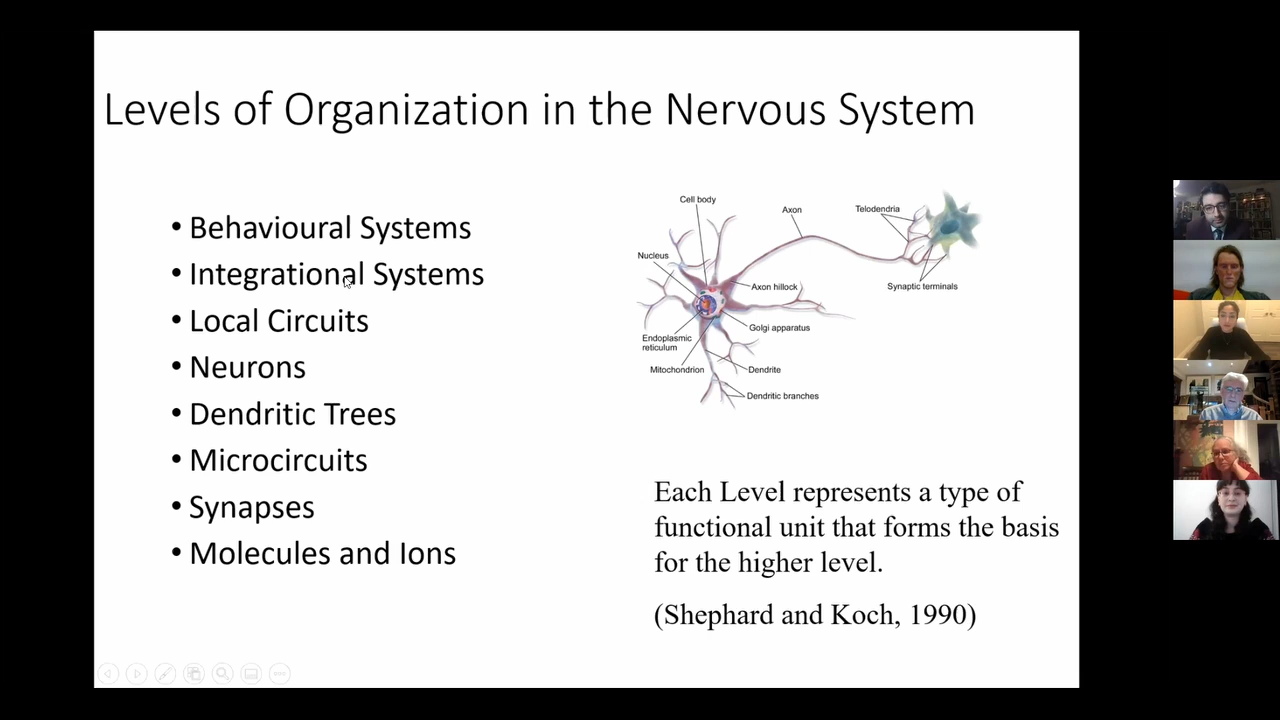 Levels of Organization in the Nervous System
• Behavioural Systems
• Integrational Systems
• Local Circuits
• Neurons
• Dendritic Trees
• Microcircuits
• Synapses
• Molecules and Ions
Cell body
Axon
Telodendria
Nucleus
Axon hillock
Synaptic terminals
Golgi apparatus
Endoplasmic
reticulum
Mitochondrion
Dendrite
Dendritic branches
Each Level represents a type of
functional unit that forms the basis
for the higher level.
(Shephard and Koch, 1990)